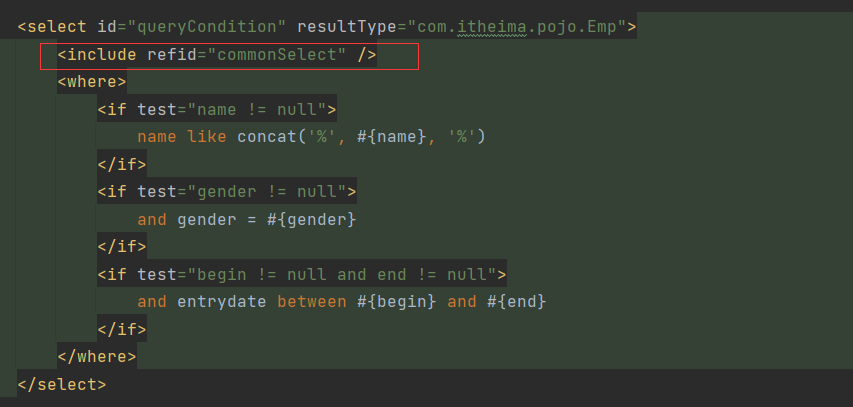 <select id="queryCondition" resultType="com.itheima.pojo.Emp">
<include refid="commonSelect" />
<where>
<if test="name != null">
name like concat('%', #{name}, '%')
</if>
<if test="gender != null">
and gender = #{gender}
</if>
<if test="begin != null and end != null">
and entrydate between #{begin} and #{end}
</if>
</where>
</select>